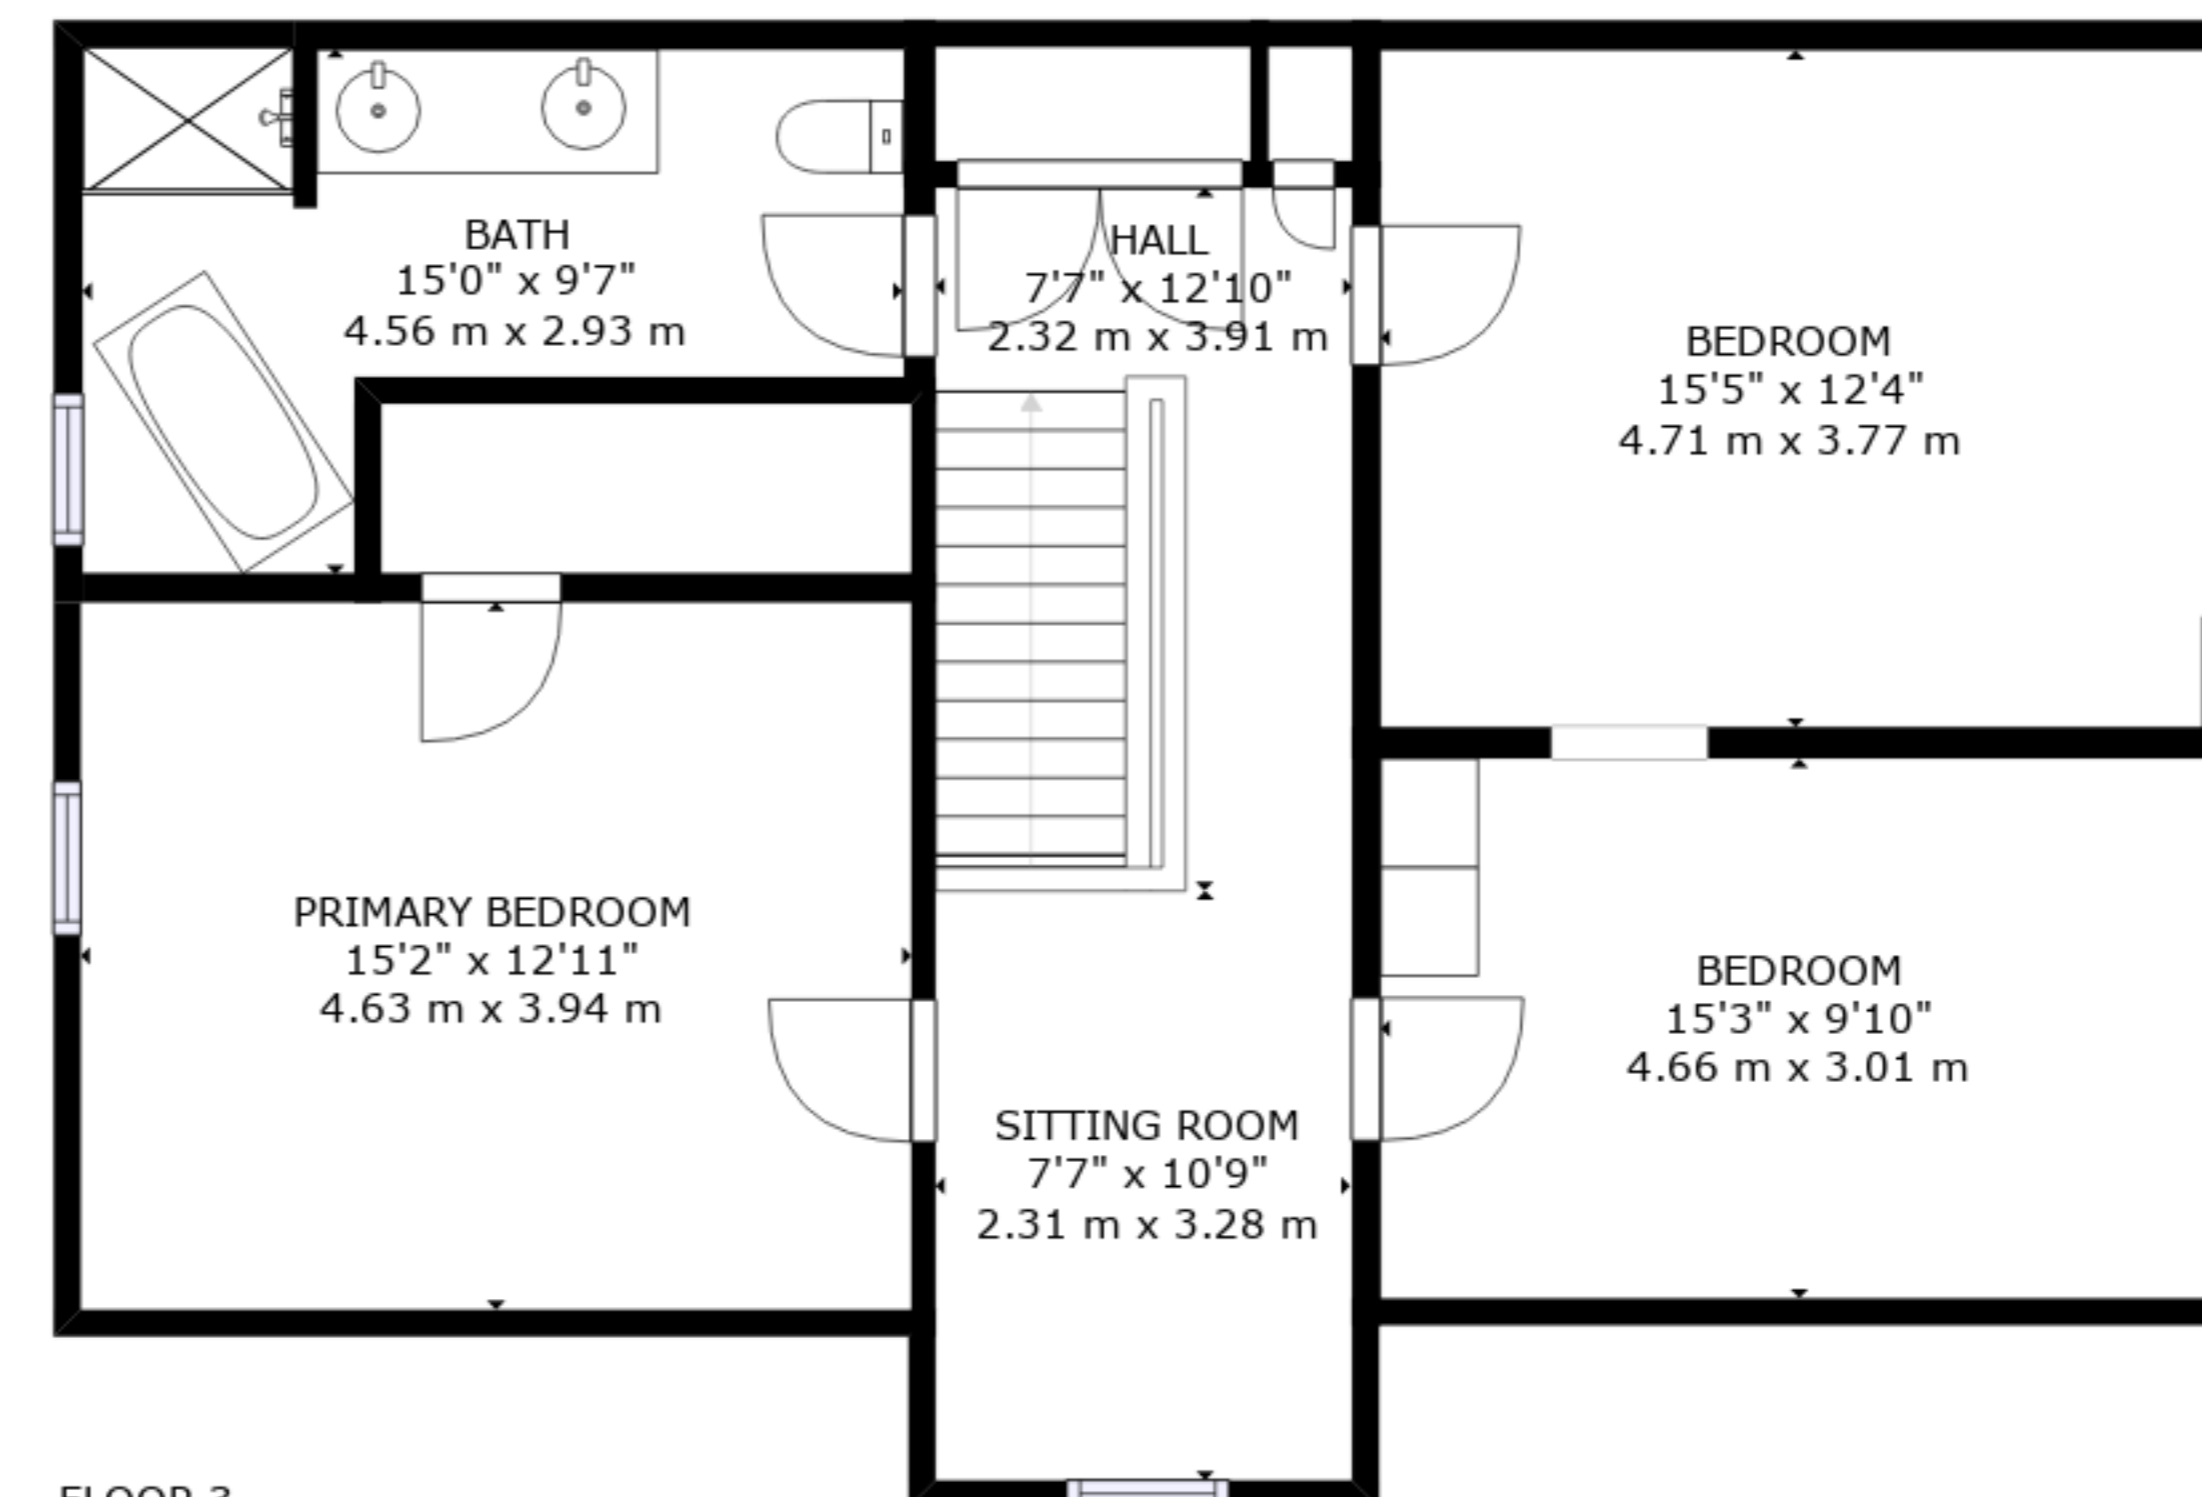 BATH
15'0" x 9'7"
4.56 m x 2.93 m
HALL
7'7" x 12'10"
2.32 m x 3.91 m
BEDROOM
15'5" x 12'4"
4.71 m x 3.77 m
PRIMARY BEDROOM
15'2" x 12'11"
4.63 m x 3.94 m
BEDROOM
15'3" x 9'10"
4.66 m x 3.01 m
SITTING ROOM
7'7" x 10'9"
2.31 m x 3.28 m
FLOOR 3